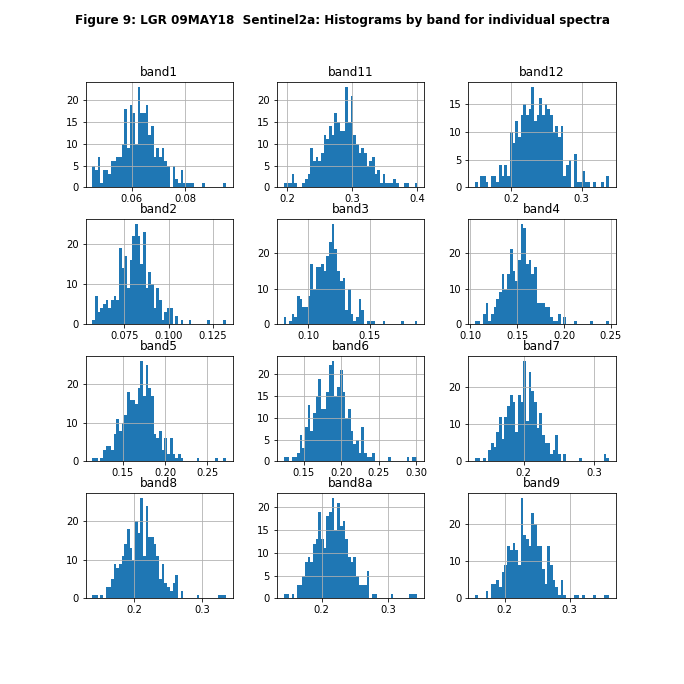 Figure 9: LGR 09MAY18  Sentinel2a: Histograms by band for individual spectra
band1
20
15
10
5
0
0.06 0.08
band11
20
15
10
5
0
0.2 0.3 0.4
band12
15
10
5
0
0.2 0.3
band2
20
10
0
0.075 0.100 0.125
band3
20
10
0
0.10 0.15
band4
20
10
0
0.10 0.15 0.20 0.25
band5
20
10
0
0.15 0.20 0.25
band6
20
15
10
5
0
0.15 0.20 0.25 0.30
band7
20
10
0
0.2 0.3
band8
20
10
0
0.2 0.3
band8a
20
15
10
5
0
0.2 0.3
band9
20
10
0
0.2 0.3